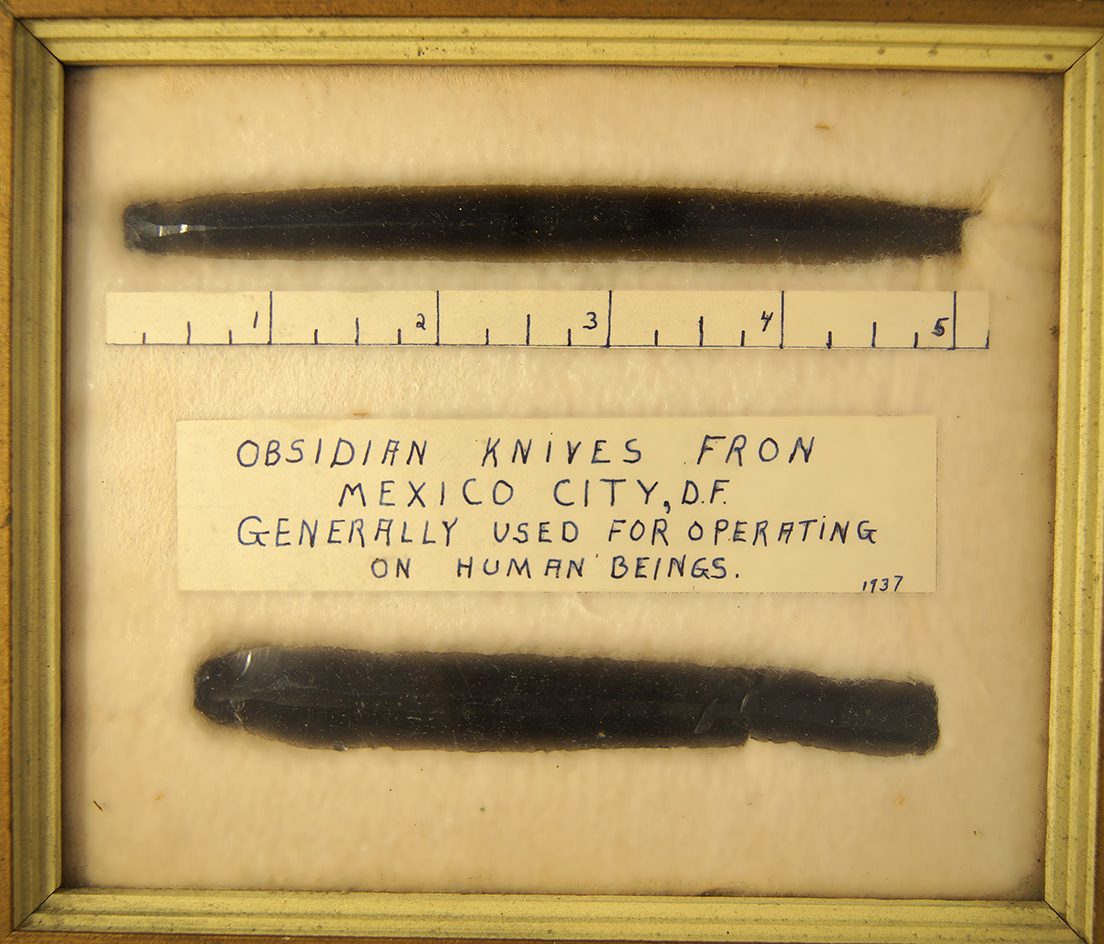 1 2 3 4 5
OBSIDIAN KNIVES FRON
MEXICO CITY, D.F.
GENERALLY USED FOR OPERATING
ON HUMAN BEINGS.
1937